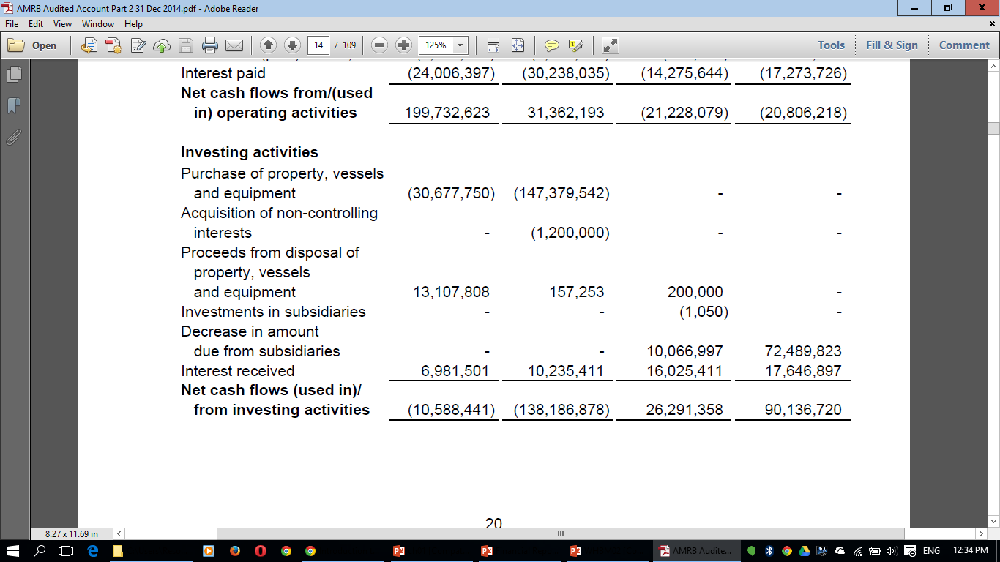 AMRB Audited Account Part 2 31 Dec 2014.pdf - Adobe Reader
File Edit View Window Help
Open 14 / 109 125% Tools Fill & Sign Comment
Interest paid (24,006,397) (30,238,035) (14,275,644) (17,273,726)
Net cash flows from/(used
in) operating activities 199,732,623 31,362,193 (21,228,079) (20,806,218)
Investing activities
Purchase of property, vessels
and equipment (30,677,750) (147,379,542) - -
Acquisition of non-controlling
interests - (1,200,000) - -
Proceeds from disposal of
property, vessels
and equipment 13,107,808 157,253 200,000 -
Investments in subsidiaries - - (1,050) -
Decrease in amount
due from subsidiaries - - 10,066,997 72,489,823
Interest received 6,981,501 10,235,411 16,025,411 17,646,897
Net cash flows (used in)/
from investing activities (10,588,441) (138,186,878) 26,291,358 90,136,720
20
8.27 x 11.69 in
AMRB Audite... ENG 12:34 PM